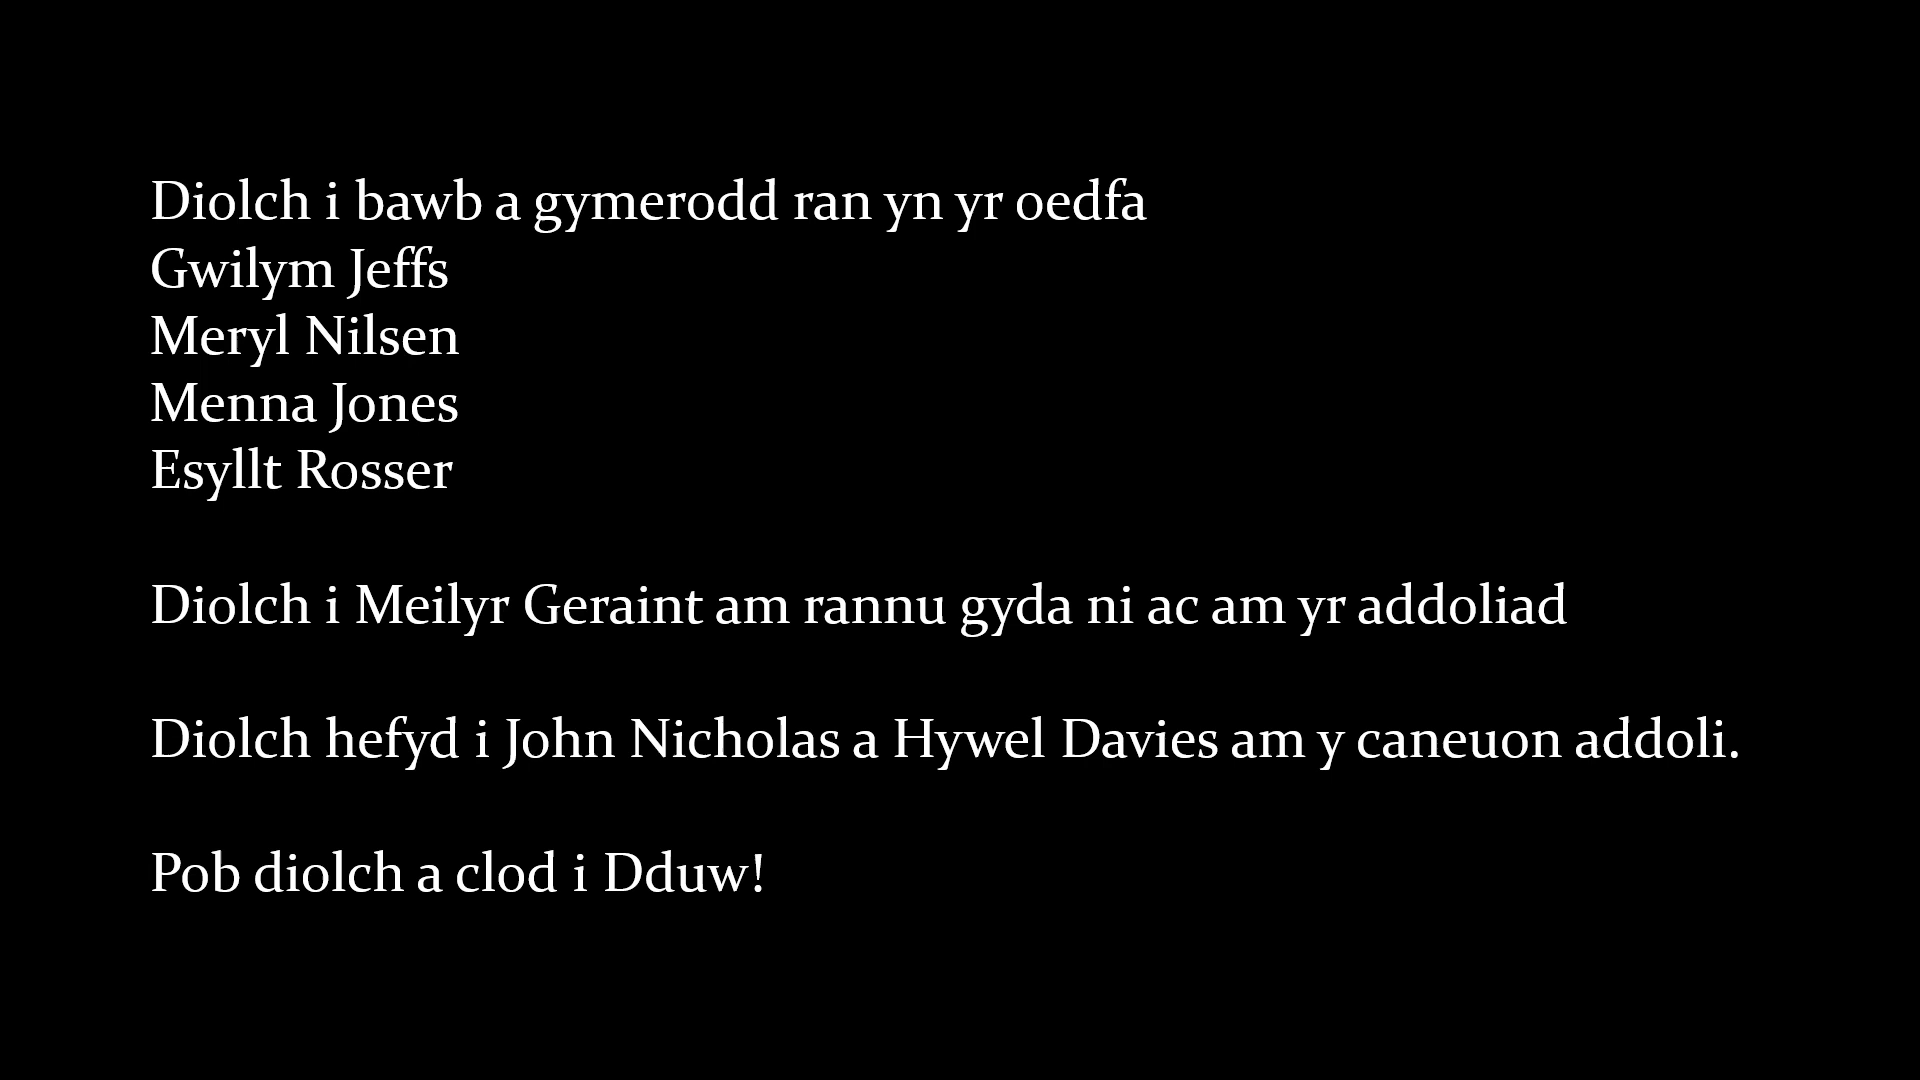 Diolch i bawb a gymerodd ran yn yr oedfa
Gwilym Jeffs
Meryl Nilsen
Menna Jones
Esyllt Rosser
Diolch i Meilyr Geraint am rannu gyda ni ac am yr addoliad
Diolch hefyd i John Nicholas a Hywel Davies am y caneuon addoli.
Pob diolch a clod i Dduw!